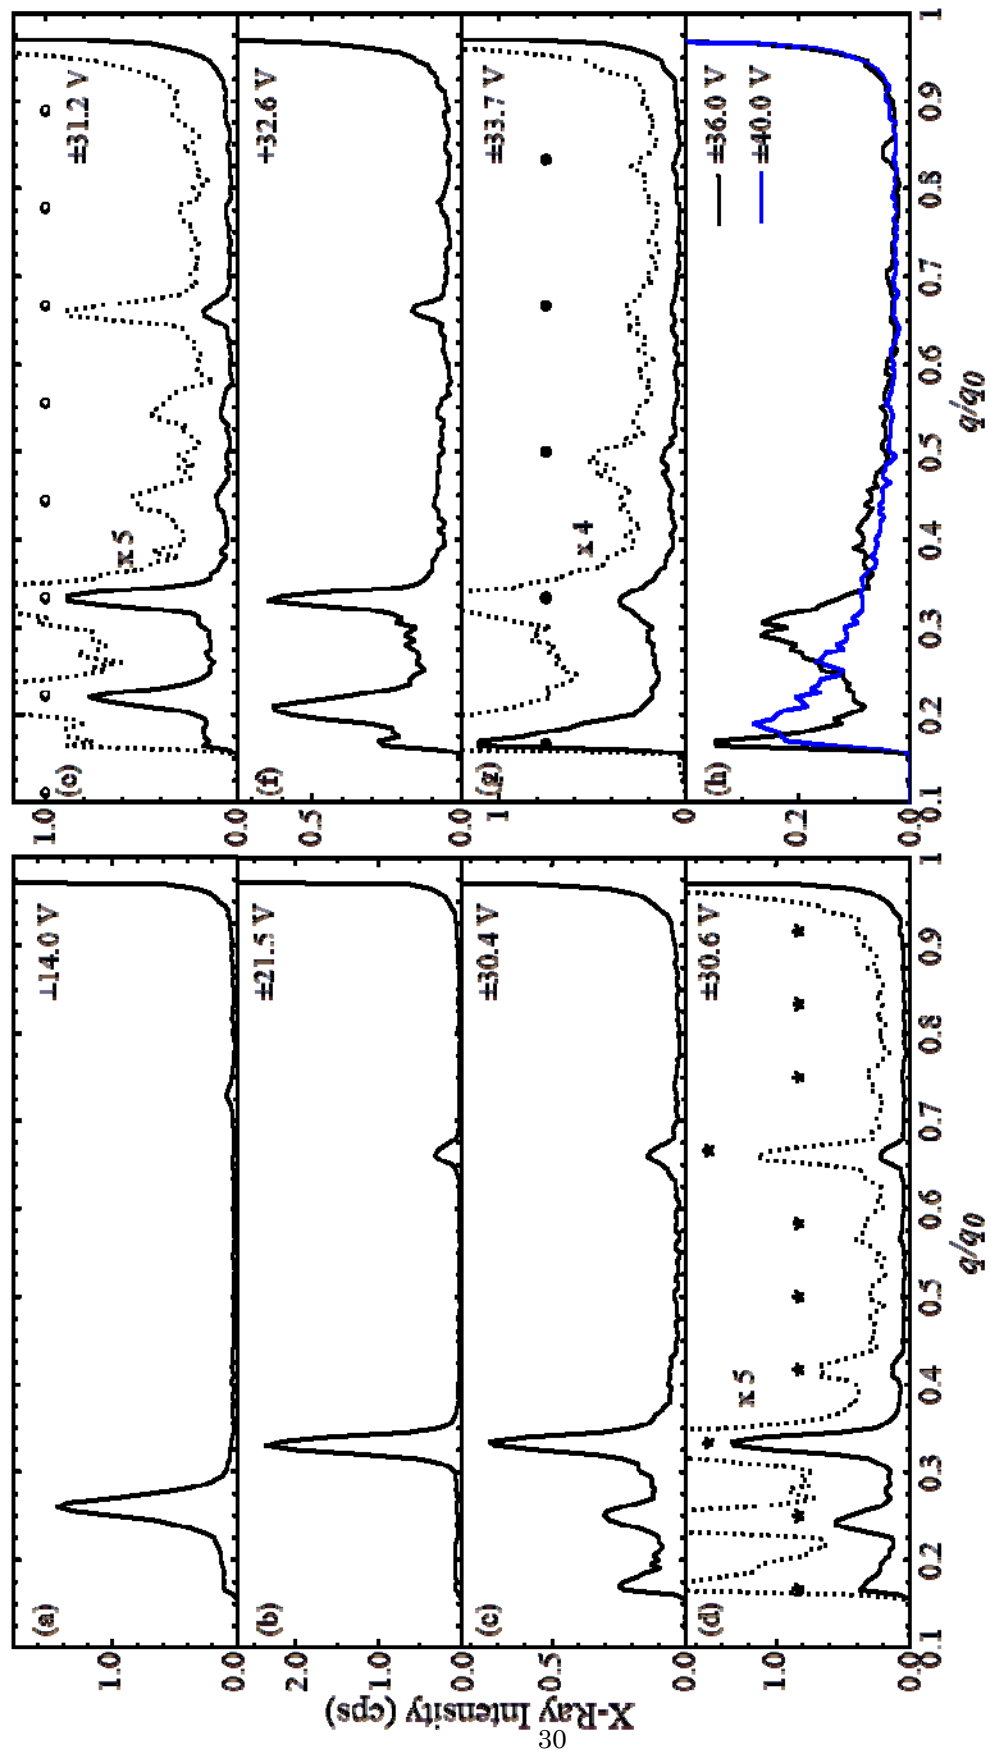 X-Ray Intensity (cps)
(a)
±14.0 V
1.0
0.0
(b)
±21.5 V
2.0
1.0
0.0
(c)
±30.4 V
0.5
0.0
(d)
±30.6 V
x 5
1.0
0.0
0.1 0.2 0.3 0.4 0.5 0.6 0.7 0.8 0.9 1
q/q0
(e)
±31.2 V
x 5
1.0
0.0
(f)
±32.6 V
0.5
0.0
(g)
±33.7 V
x 4
1
0
(h)
±36.0 V
±40.0 V
0.2
0.0
0.1 0.2 0.3 0.4 0.5 0.6 0.7 0.8 0.9 1
q/q0
30